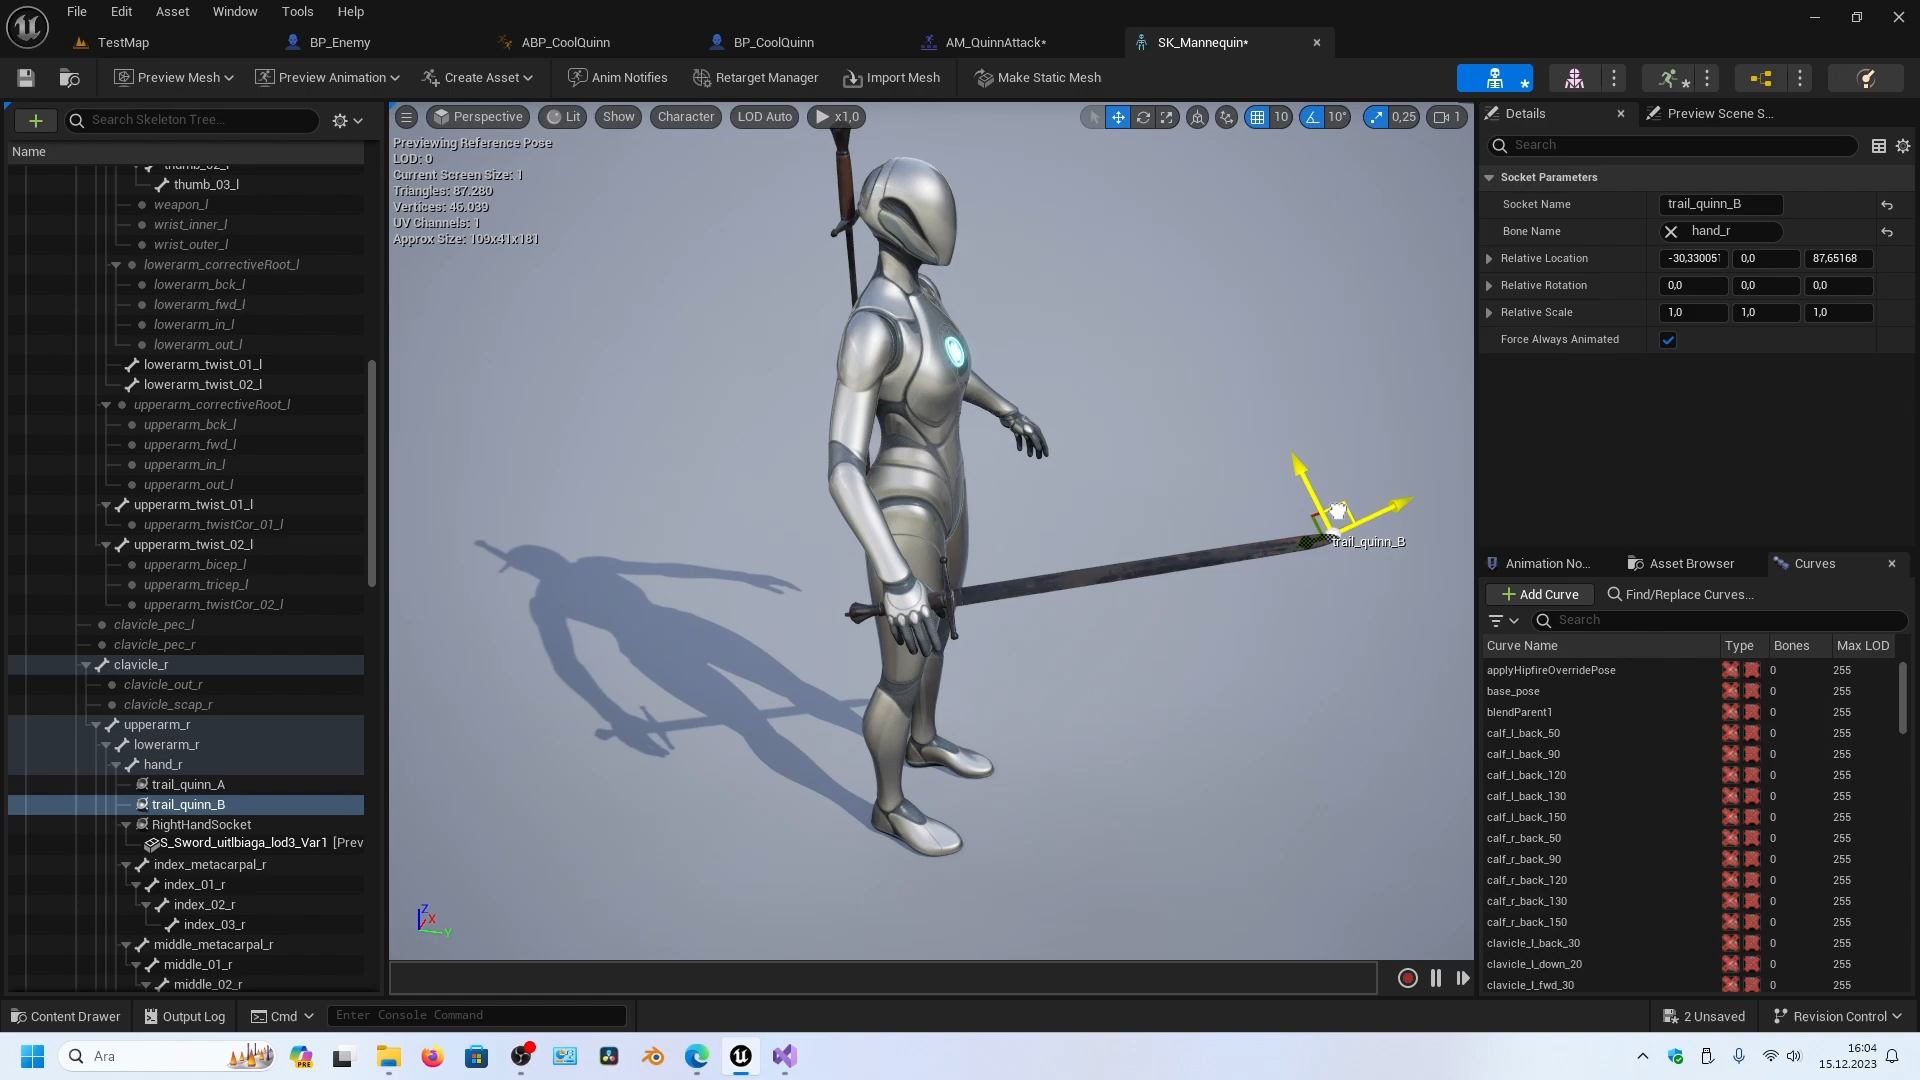 File Edit Asset Window Tools Help
TestMap BP_Enemy ABP_CoolQuinn BP_CoolQuinn AM_QuinnAttack* SK_Mannequin*
Preview Mesh Preview Animation Create Asset Anim Notifies Retarget Manager Import Mesh Make Static Mesh
Search Skeleton Tree...
Name
thumb_02_l
thumb_03_l
weapon_l
wrist_inner_l
wrist_outer_l
lowerarm_correctiveRoot_l
lowerarm_bck_l
lowerarm_fwd_l
lowerarm_in_l
lowerarm_out_l
lowerarm_twist_01_l
lowerarm_twist_02_l
upperarm_correctiveRoot_l
upperarm_bck_l
upperarm_fwd_l
upperarm_in_l
upperarm_out_l
upperarm_twist_01_l
upperarm_twistCor_01_l
upperarm_twist_02_l
upperarm_bicep_l
upperarm_tricep_l
upperarm_twistCor_02_l
clavicle_pec_l
clavicle_pec_r
clavicle_r
clavicle_out_r
clavicle_scap_r
upperarm_r
lowerarm_r
hand_r
trail_quinn_A
trail_quinn_B
RightHandSocket
S_Sword_uitlbiaga_lod3_Var1 [Prev
index_metacarpal_r
index_01_r
index_02_r
index_03_r
middle_metacarpal_r
middle_01_r
middle_02_r
Perspective Lit Show Character LOD Auto x1,0 10 10° 0,25 1
Previewing Reference Pose
LOD: 0
Current Screen Size: 1
Triangles: 87.280
Vertices: 46.039
UV Channels: 1
Approx Size: 109x41x181
trail_quinn_B
Z
X
Y
Details Preview Scene S...
Search
Socket Parameters
Socket Name trail_quinn_B
Bone Name hand_r
Relative Location -30,330051 0,0 87,65168
Relative Rotation 0,0 0,0 0,0
Relative Scale 1,0 1,0 1,0
Force Always Animated
Animation No... Asset Browser Curves
Add Curve Find/Replace Curves...
Search
Curve Name Type Bones Max LOD
applyHipfireOverridePose 0 255
base_pose 0 255
blendParent1 0 255
calf_l_back_50 0 255
calf_l_back_90 0 255
calf_l_back_120 0 255
calf_l_back_130 0 255
calf_l_back_150 0 255
calf_r_back_50 0 255
calf_r_back_90 0 255
calf_r_back_120 0 255
calf_r_back_130 0 255
calf_r_back_150 0 255
clavicle_l_back_30 0 255
clavicle_l_down_20 0 255
clavicle_l_fwd_30 0 255
Content Drawer Output Log Cmd Enter Console Command 2 Unsaved Revision Control
Ara PRE 16:04
15.12.2023